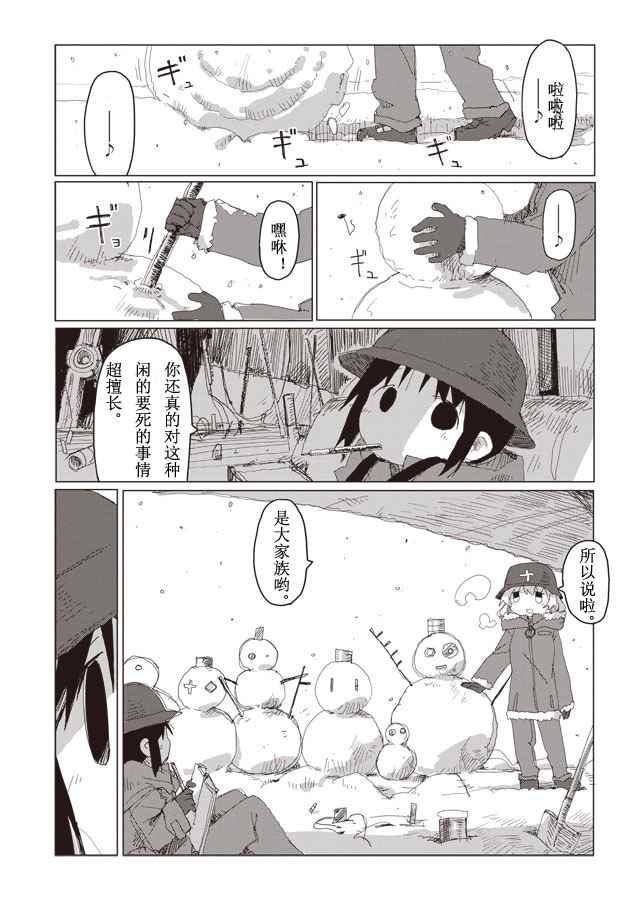 啦啦啦
——♪
——♪
ギュ
ギュ
ギュ
——♪
ギュ
嘿咻！
ギョ
你还真的对这种
闲的要死的事情
超擅长。
所以说啦。
是大家族哟。